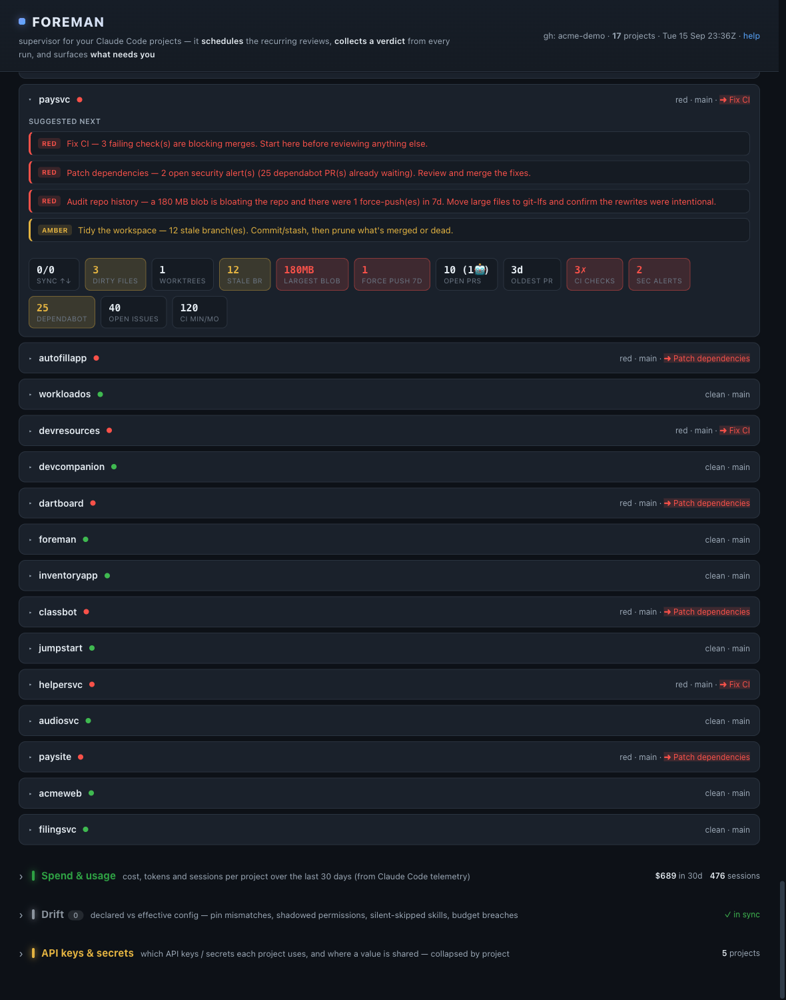 FOREMAN
supervisor for your Claude Code projects — it schedules the recurring reviews, collects a verdict from every
run, and surfaces what needs you
gh: acme-demo · 17 projects · Tue 15 Sep 23:36Z · help
paysvc
red · main · ➜ Fix CI
SUGGESTED NEXT
RED Fix CI — 3 failing check(s) are blocking merges. Start here before reviewing anything else.
RED Patch dependencies — 2 open security alert(s) (25 dependabot PR(s) already waiting). Review and merge the fixes.
RED Audit repo history — a 180 MB blob is bloating the repo and there were 1 force-push(es) in 7d. Move large files to git-lfs and confirm the rewrites were intentional.
AMBER Tidy the workspace — 12 stale branch(es). Commit/stash, then prune what's merged or dead.
0/0
SYNC ↑↓
3
DIRTY FILES
1
WORKTREES
12
STALE BR
180MB
LARGEST BLOB
1
FORCE PUSH 7D
10 (1🤖)
OPEN PRS
3d
OLDEST PR
3✗
CI CHECKS
2
SEC ALERTS
25
DEPENDABOT
40
OPEN ISSUES
120
CI MIN/MO
autofillapp
red · main · ➜ Patch dependencies
workloados
clean · main
devresources
red · main · ➜ Fix CI
devcompanion
clean · main
dartboard
red · main · ➜ Patch dependencies
foreman
clean · main
inventoryapp
clean · main
classbot
red · main · ➜ Patch dependencies
jumpstart
clean · main
helpersvc
red · main · ➜ Fix CI
audiosvc
clean · main
paysite
red · main · ➜ Patch dependencies
acmeweb
clean · main
filingsvc
clean · main
Spend & usage cost, tokens and sessions per project over the last 30 days (from Claude Code telemetry)
$689 in 30d 476 sessions
Drift 0 declared vs effective config — pin mismatches, shadowed permissions, silent-skipped skills, budget breaches
✓ in sync
API keys & secrets which API keys / secrets each project uses, and where a value is shared — collapsed by project
5 projects